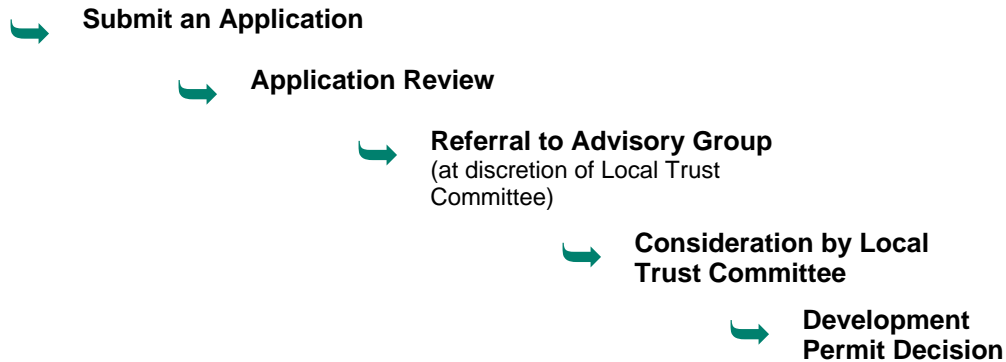 Submit an Application
Application Review
Referral to Advisory Group
(at discretion of Local Trust
Committee)
Consideration by Local
Trust Committee
Development
Permit Decision